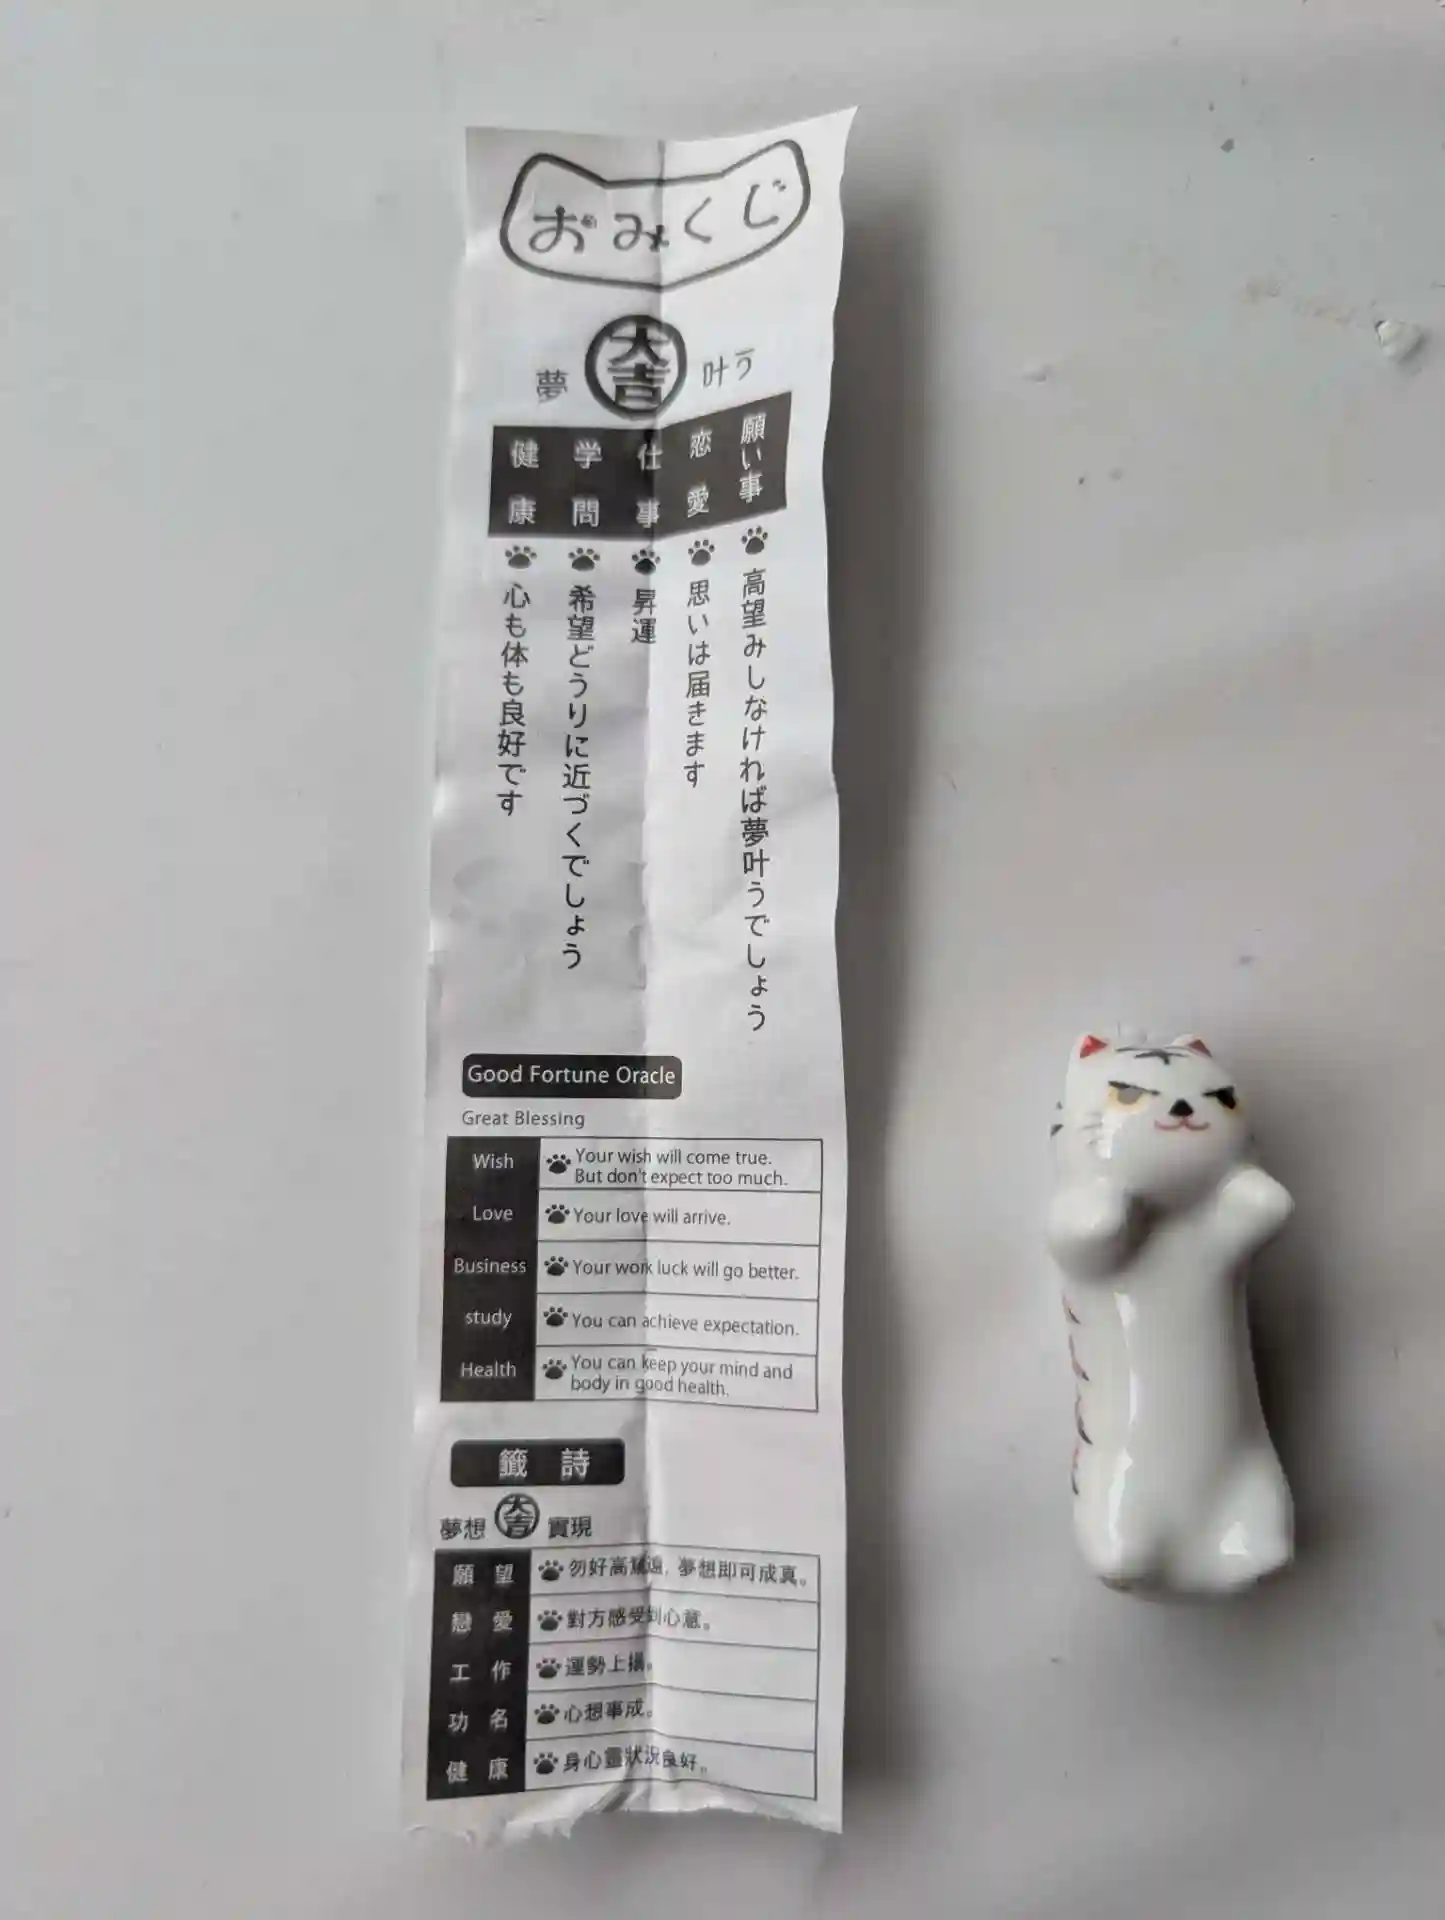 おみくじ
夢 大吉 叶う
願い事 高望みしなければ夢叶うでしょう
恋愛 思いは届きます
仕事 昇運
学問 希望どうりに近づくでしょう
健康 心も体も良好です
Good Fortune Oracle
Great Blessing
Wish Your wish will come true.
But don't expect too much.
Love Your love will arrive.
Business Your work luck will go better.
study You can achieve expectation.
Health You can keep your mind and
body in good health.
籤詩
夢想 大吉 實現
願望 勿好高騖遠，夢想即可成真。
戀愛 對方感受到心意。
工作 運勢上揚。
功名 心想事成。
健康 身心靈狀況良好。